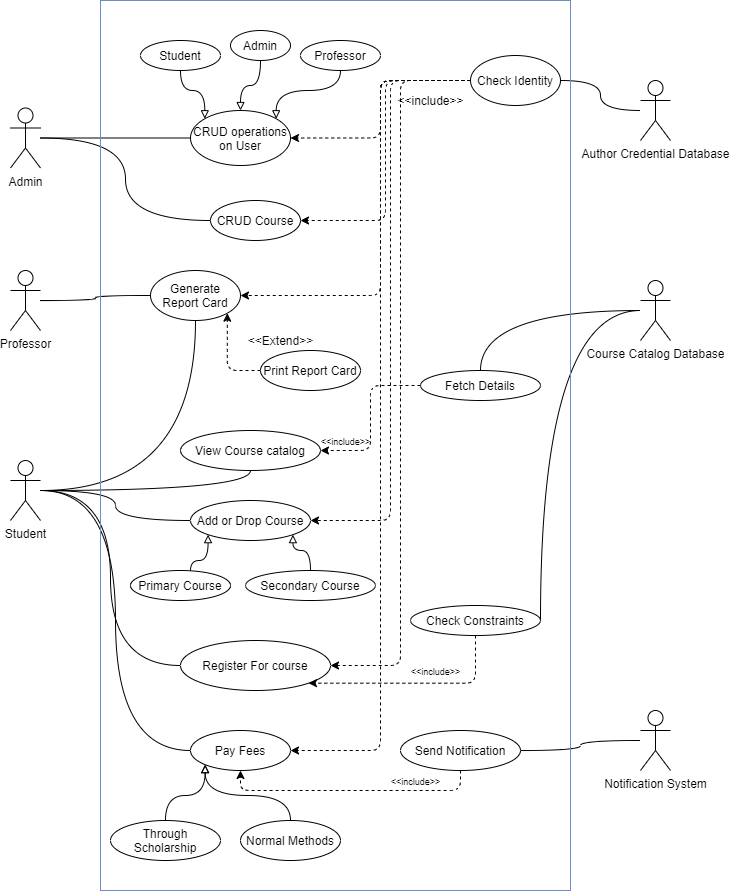 Student
Admin
Professor
Check Identity
<<include>>
CRUD operations
on User
Admin
Author Credential Database
CRUD Course
Generate
Report Card
Professor
<<Extend>>
Course Catalog Database
Print Report Card
Fetch Details
<<include>>
View Course catalog
Student
Add or Drop Course
Primary Course
Secondary Course
Check Constraints
Register For course
<<include>>
Pay Fees
Send Notification
<<include>>
Notification System
Through
Scholarship
Normal Methods